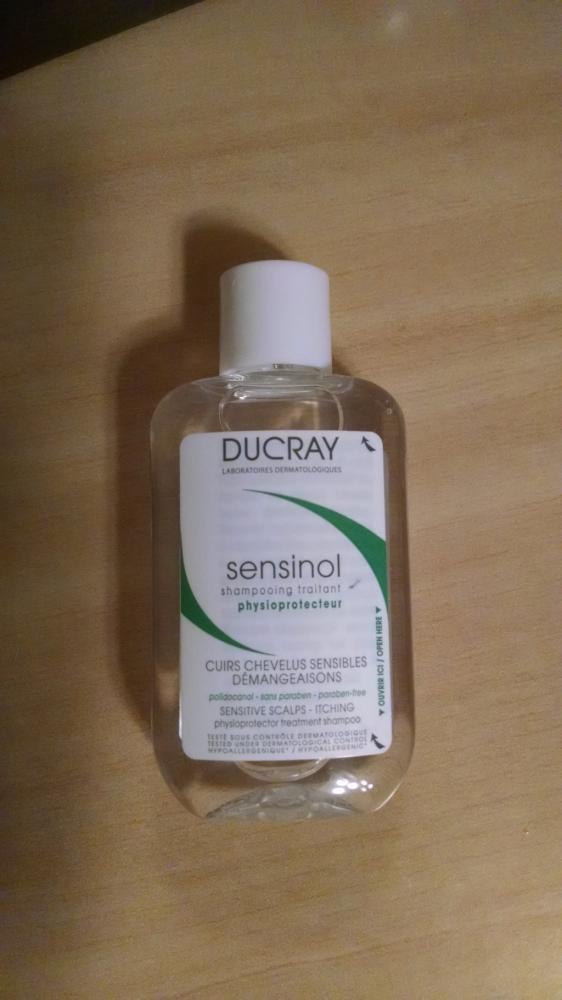 DUCRAY
LABORATOIRES DERMATOLOGIQUES
sensinol
shampooing traitant
physioprotecteur
CUIRS CHEVELUS SENSIBLES
DÉMANGEAISONS
polidocanol - sans paraben - paraben-free
SENSITIVE SCALPS - ITCHING
physioprotector treatment shampoo
TESTÉ SOUS CONTRÔLE DERMATOLOGIQUE
TESTED UNDER DERMATOLOGICAL CONTROL
HYPOALLERGÉNIQUE* / HYPOALLERGENIC*
OUVRIR ICI / OPEN HERE